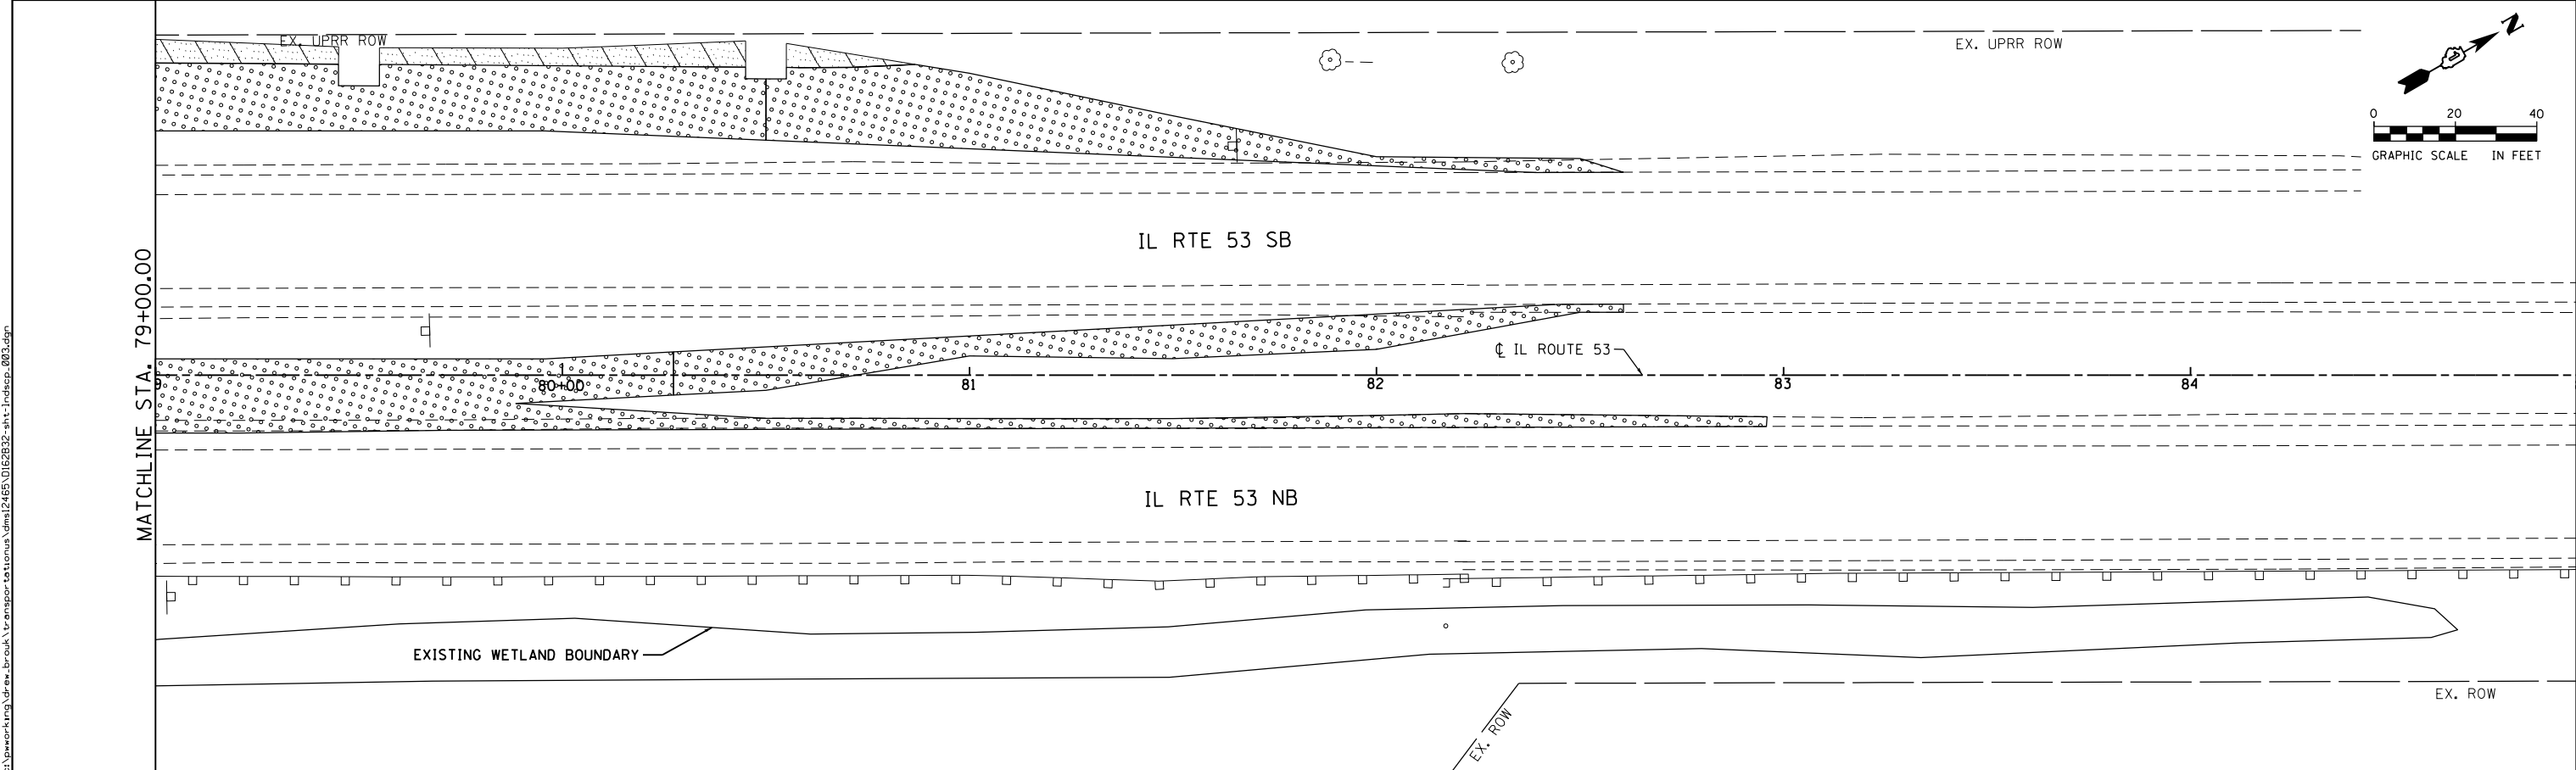 EX. UPRR ROW
EX. UPRR ROW
N
0 20 40
GRAPHIC SCALE IN FEET
IL RTE 53 SB
MATCHLINE STA. 79+00.00
℄ IL ROUTE 53
9 80+00 81 82 83 84
IL RTE 53 NB
EXISTING WETLAND BOUNDARY
EX. ROW
EX. ROW